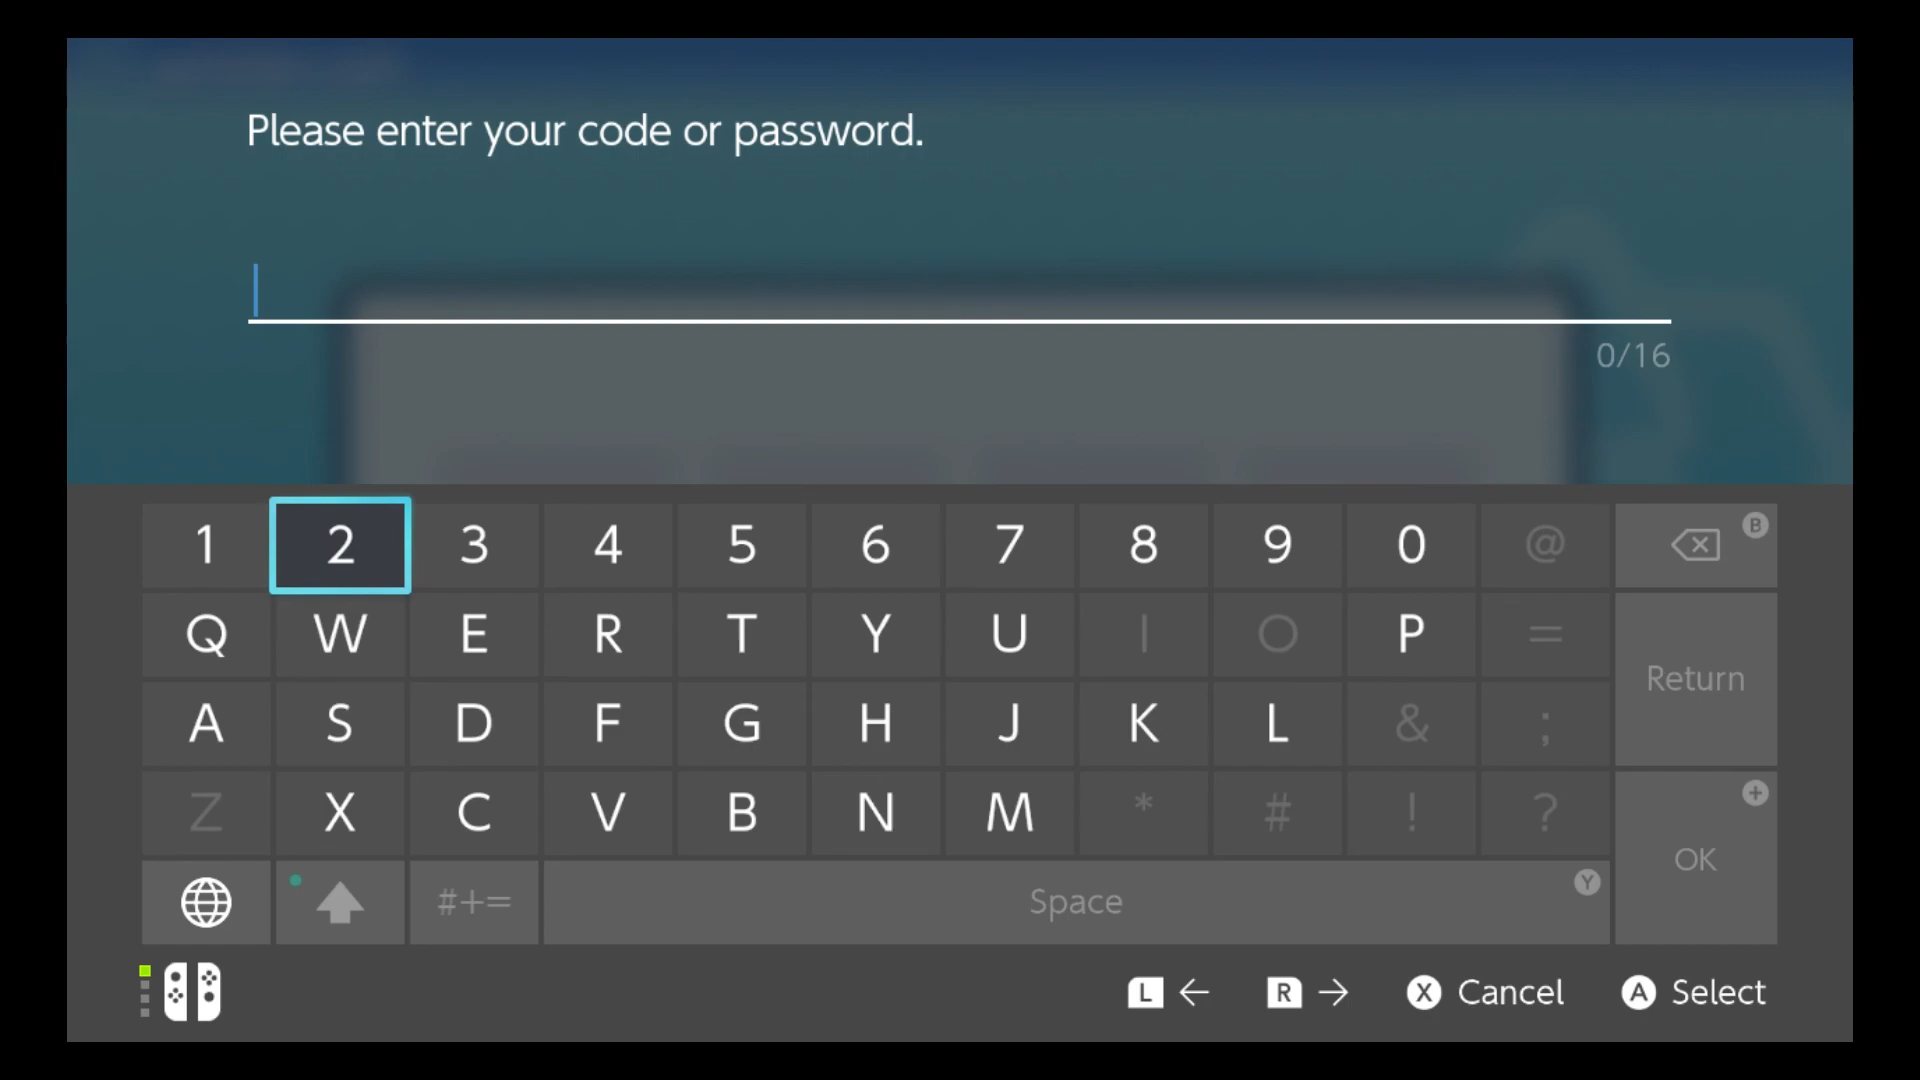 Please enter your code or password.
0/16
1 2 3 4 5 6 7 8 9 0 @ B
Q W E R T Y U I O P = Return
A S D F G H J K L & ;
Z X C V B N M * # ! ? +
#+= Space Y OK
L ← R → X Cancel A Select